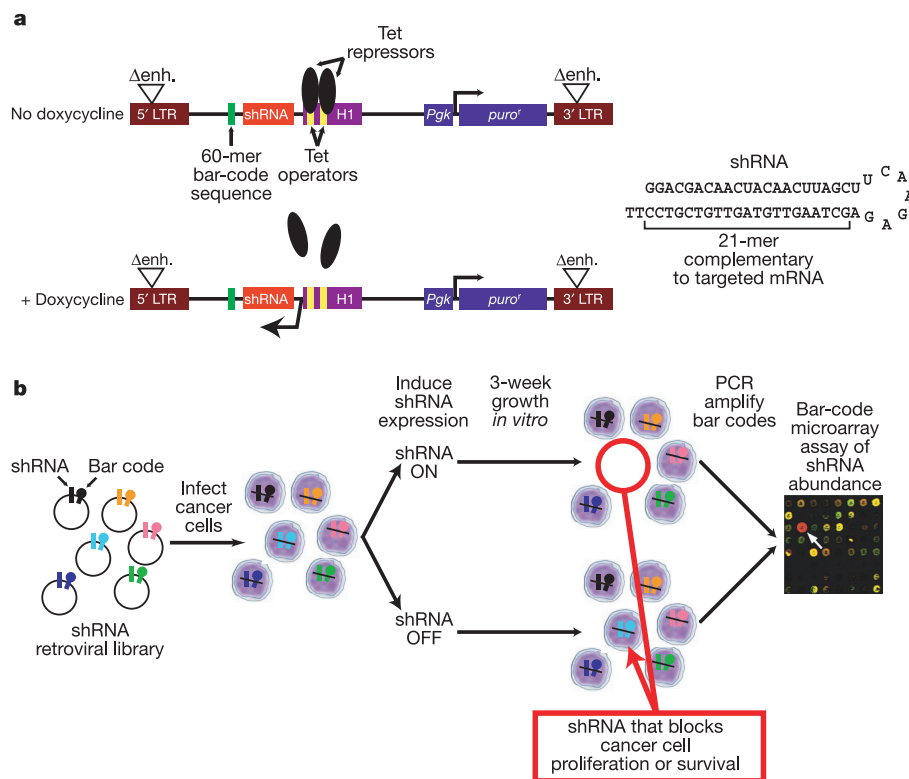 a
Tet
repressors
Δenh.
Δenh.
No doxycycline
5′ LTR
shRNA
H1
Pgk
puroʳ
3′ LTR
60-mer
bar-code
sequence
Tet
operators
shRNA
GGACGACAACUACAACUUAGCU
U
C
A
A
G
A
G
TTCCTGCTGTTGATGTTGAATCGA
21-mer
complementary
to targeted mRNA
Δenh.
Δenh.
+ Doxycycline
5′ LTR
shRNA
H1
Pgk
puroʳ
3′ LTR
b
Induce
shRNA
expression
3-week
growth
in vitro
PCR
amplify
bar codes
Bar-code
microarray
assay of
shRNA
abundance
shRNA
Bar code
Infect
cancer
cells
shRNA
ON
shRNA
OFF
shRNA
retroviral library
shRNA that blocks
cancer cell
proliferation or survival